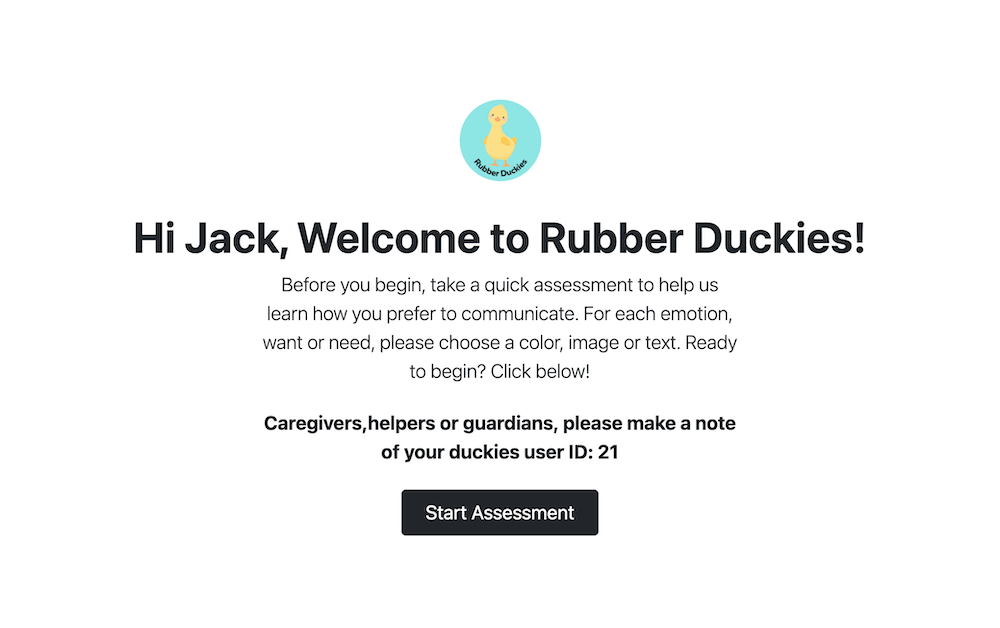 Rubber Duckies
Hi Jack, Welcome to Rubber Duckies!
Before you begin, take a quick assessment to help us
learn how you prefer to communicate. For each emotion,
want or need, please choose a color, image or text. Ready
to begin? Click below!
Caregivers,helpers or guardians, please make a note
of your duckies user ID: 21
Start Assessment